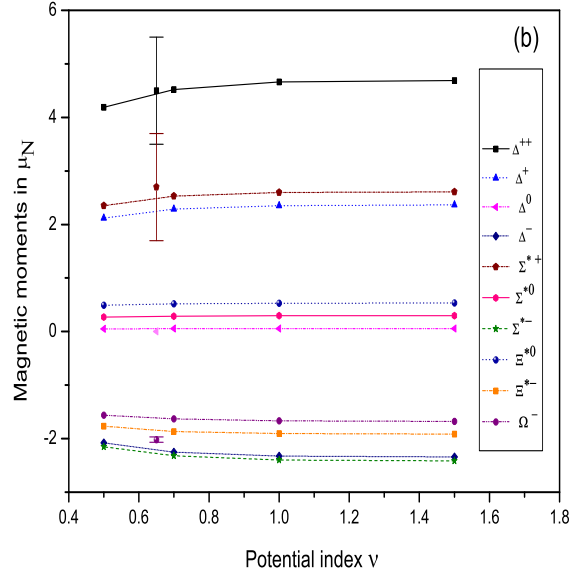 (b)
6
4
2
0
-2
0.4 0.6 0.8 1.0 1.2 1.4 1.6 1.8
Magnetic moments in μN
Potential index ν
Δ++
Δ+
Δ0
Δ−
Σ*+
Σ*0
Σ*−
Ξ*0
Ξ*−
Ω−